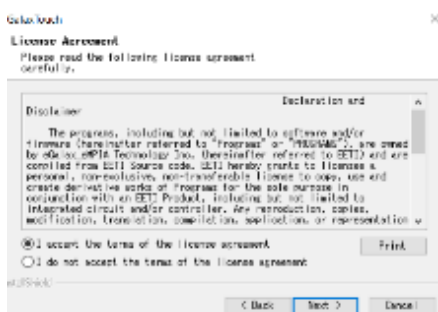 GalaxTouch
License Agreement
Please read the following license agreement
carefully.
Declaration and
Disclaimer
The programs, including but not limited to software and/or
firmware (hereinafter referred to "Programs" or "PROGRAMS"), are owned
by eGalax_eMPIA Technology Inc. (hereinafter referred to EETI) and are
compiled from EETI Source code. EETI hereby grants to licensee a
personal, non-exclusive, non-transferable license to copy, use and
create derivative works of Programs for the sole purpose in
conjunction with an EETI Product, including but not limited to
integrated circuit and/or controller. Any reproduction, copies,
modification, translation, compilation, application, or representation
I accept the terms of the license agreement
Print
I do not accept the terms of the license agreement
InstallShield
< Back
Next >
Cancel